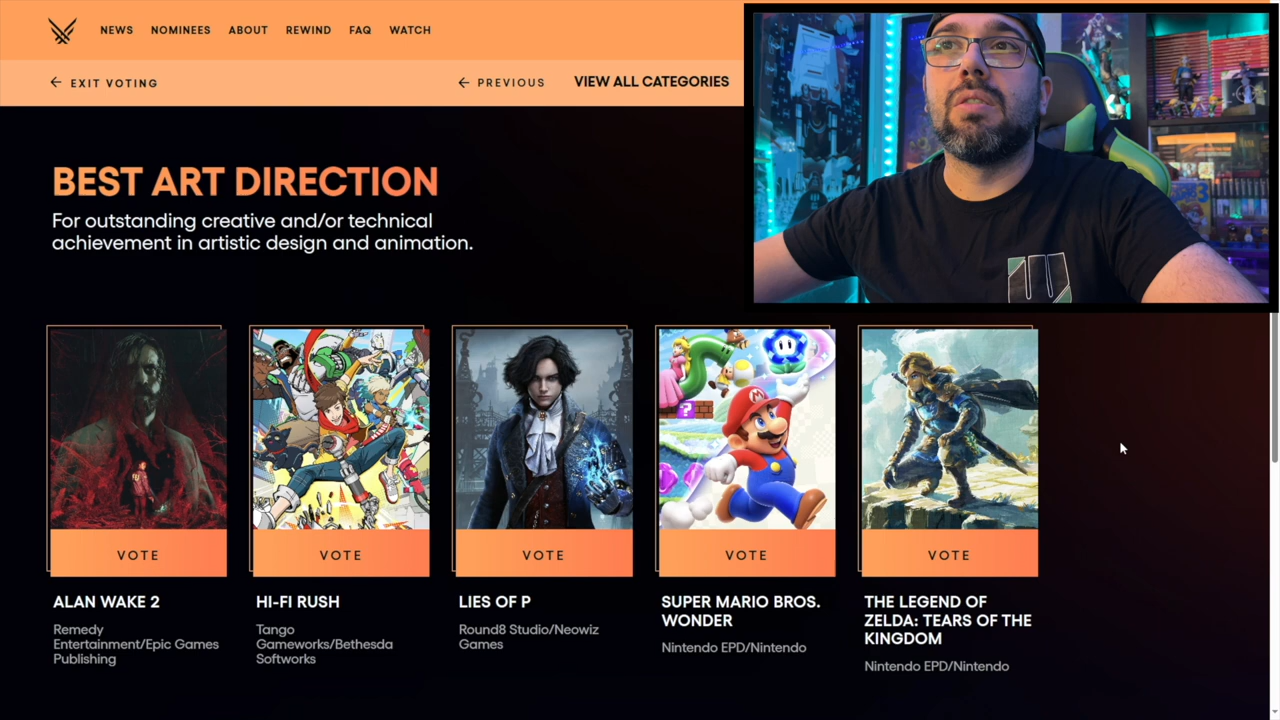 NEWS NOMINEES ABOUT REWIND FAQ WATCH
← EXIT VOTING
← PREVIOUS
VIEW ALL CATEGORIES
BEST ART DIRECTION
For outstanding creative and/or technical
achievement in artistic design and animation.
VOTE
ALAN WAKE 2
Remedy
Entertainment/Epic Games
Publishing
VOTE
HI-FI RUSH
Tango
Gameworks/Bethesda
Softworks
VOTE
LIES OF P
Round8 Studio/Neowiz
Games
VOTE
SUPER MARIO BROS.
WONDER
Nintendo EPD/Nintendo
VOTE
THE LEGEND OF
ZELDA: TEARS OF THE
KINGDOM
Nintendo EPD/Nintendo